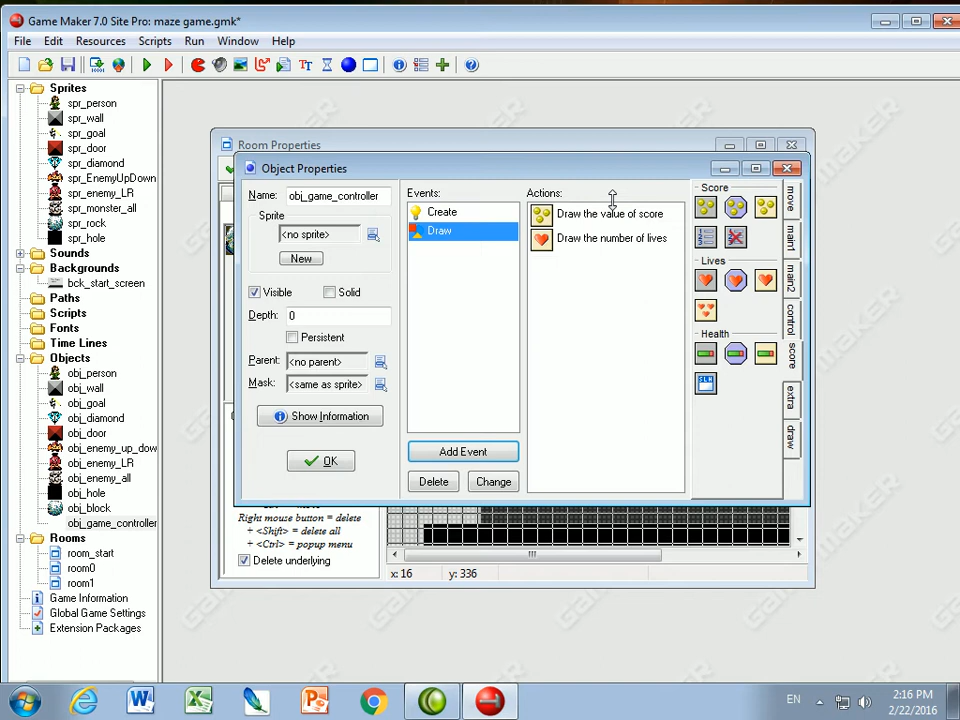 Game Maker 7.0 Site Pro: maze game.gmk*
File Edit Resources Scripts Run Window Help
Sprites
spr_person
spr_wall
spr_goal
spr_door
spr_diamond
spr_EnemyUpDown
spr_enemy_LR
spr_monster_all
spr_rock
spr_hole
Sounds
Backgrounds
bck_start_screen
Paths
Scripts
Fonts
Time Lines
Objects
obj_person
obj_wall
obj_goal
obj_diamond
obj_door
obj_enemy_up_dow
obj_enemy_LR
obj_enemy_all
obj_hole
obj_block
obj_game_controller
Rooms
room_start
room0
room1
Game Information
Global Game Settings
Extension Packages
Room Properties
Object Properties
Name: obj_game_controller
Sprite
<no sprite>
New
Visible Solid
Depth: 0
Persistent
Parent: <no parent>
Mask: <same as sprite>
Show Information
OK
Events:
Create
Draw
Add Event
Delete Change
Actions:
Draw the value of score
Draw the number of lives
Score
Lives
Health
move
main1
main2
control
score
extra
draw
Right mouse button = delete
+ <Shift> = delete all
+ <Ctrl> = popup menu
Delete underlying
x: 16 y: 336
EN
2:16 PM
2/22/2016